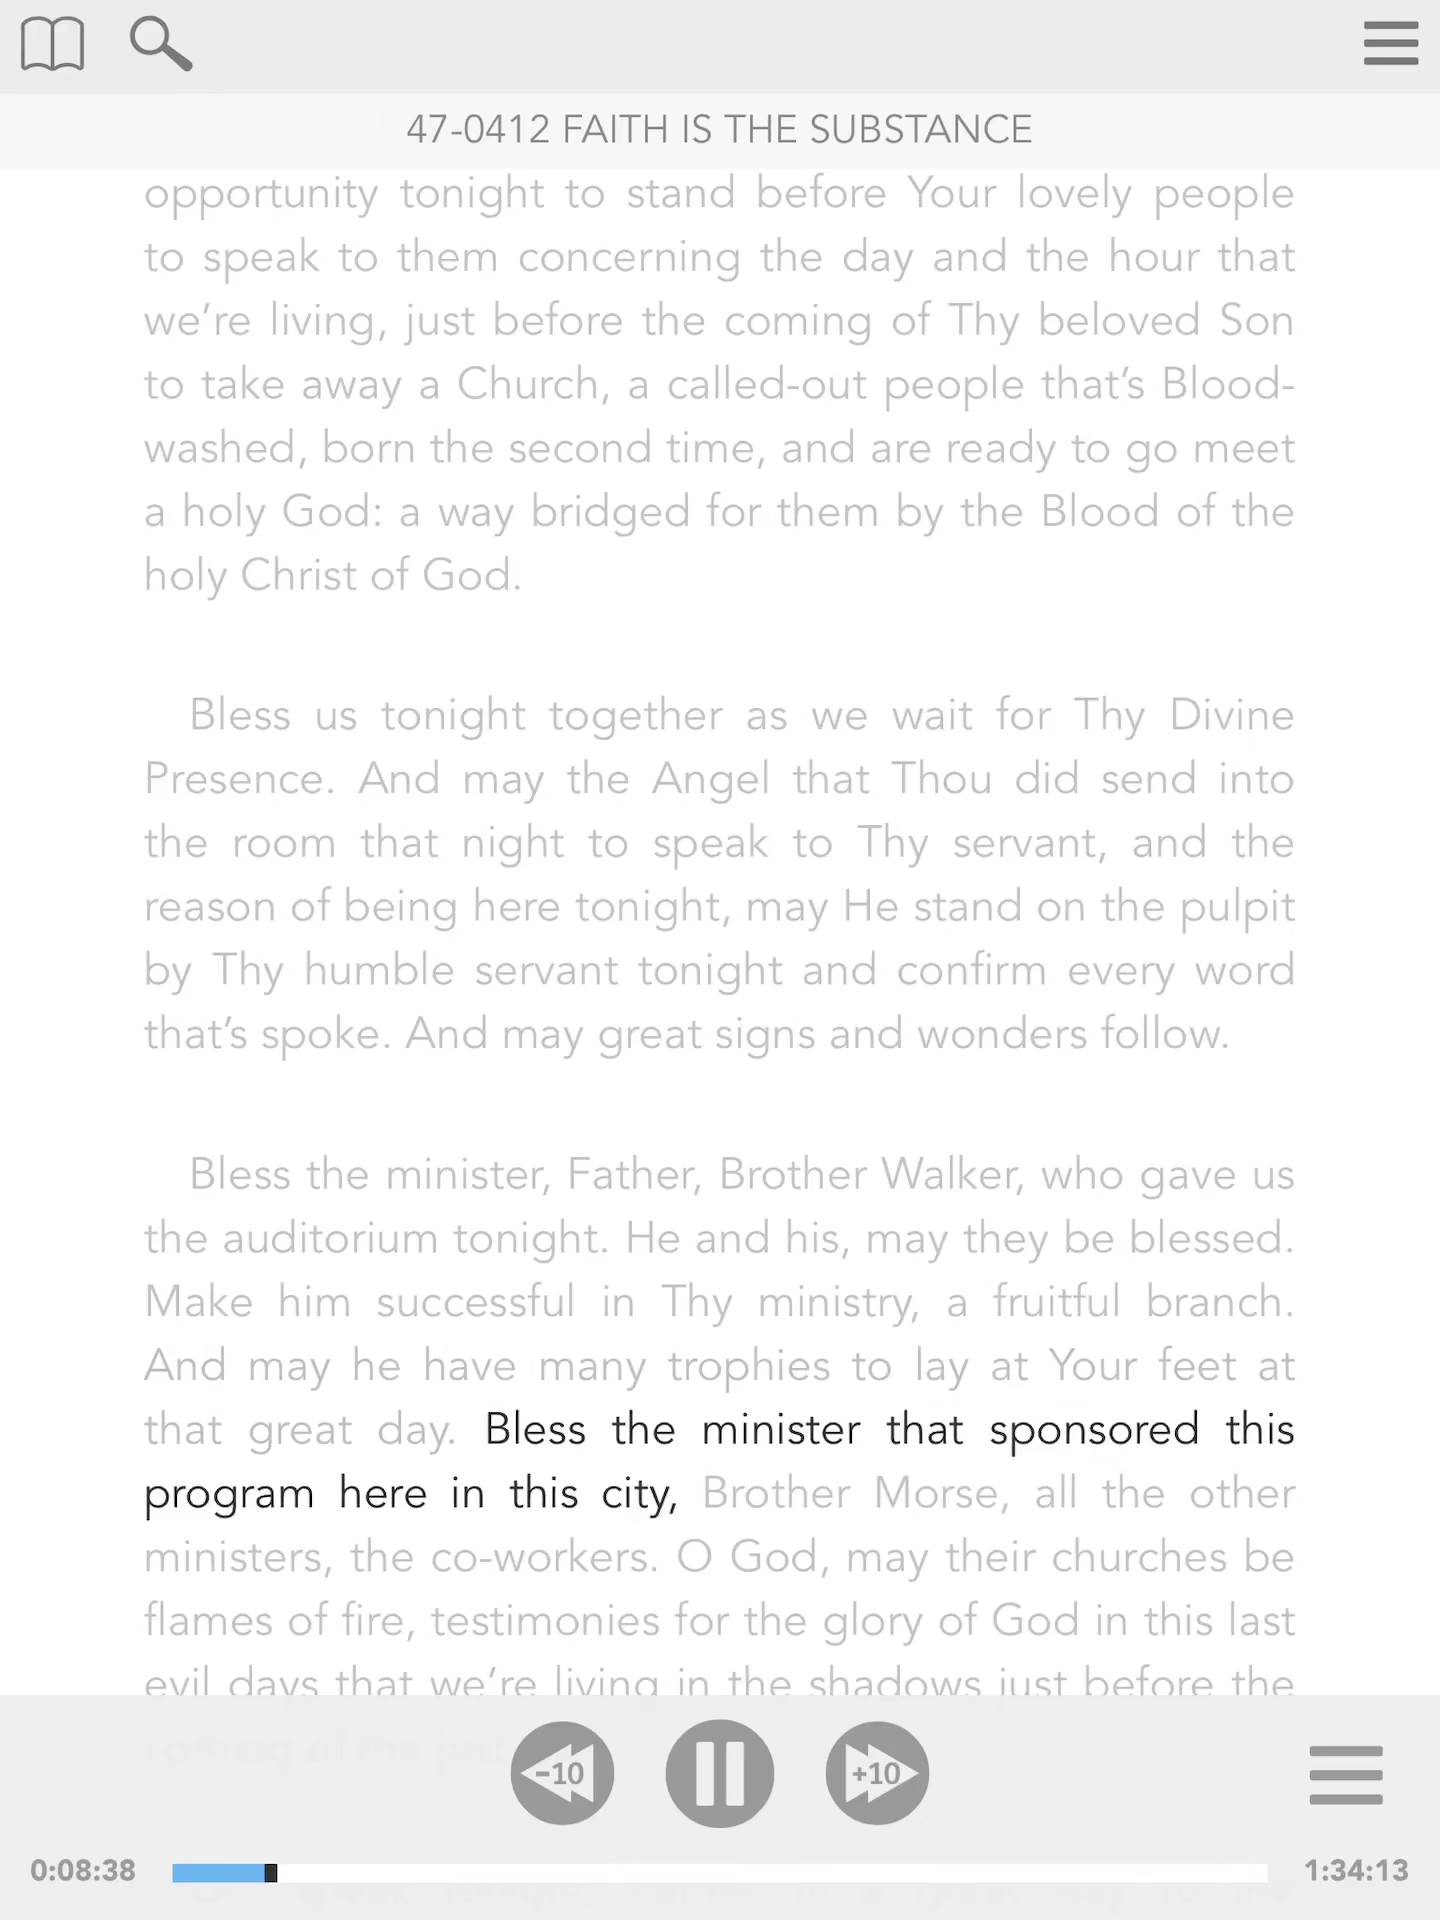 47-0412 FAITH IS THE SUBSTANCE
opportunity tonight to stand before Your lovely people
to speak to them concerning the day and the hour that
we’re living, just before the coming of Thy beloved Son
to take away a Church, a called-out people that’s Blood-
washed, born the second time, and are ready to go meet
a holy God: a way bridged for them by the Blood of the
holy Christ of God.
Bless us tonight together as we wait for Thy Divine
Presence. And may the Angel that Thou did send into
the room that night to speak to Thy servant, and the
reason of being here tonight, may He stand on the pulpit
by Thy humble servant tonight and confirm every word
that’s spoke. And may great signs and wonders follow.
Bless the minister, Father, Brother Walker, who gave us
the auditorium tonight. He and his, may they be blessed.
Make him successful in Thy ministry, a fruitful branch.
And may he have many trophies to lay at Your feet at
that great day. Bless the minister that sponsored this
program here in this city, Brother Morse, all the other
ministers, the co-workers. O God, may their churches be
flames of fire, testimonies for the glory of God in this last
evil days that we’re living in the shadows just before the
coming of the
-10 +10
0:08:38 1:34:13